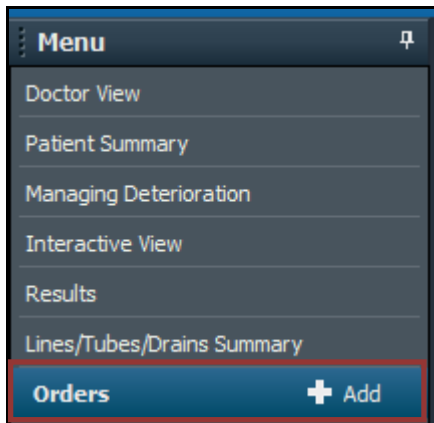 Menu
Doctor View
Patient Summary
Managing Deterioration
Interactive View
Results
Lines/Tubes/Drains Summary
Orders Add